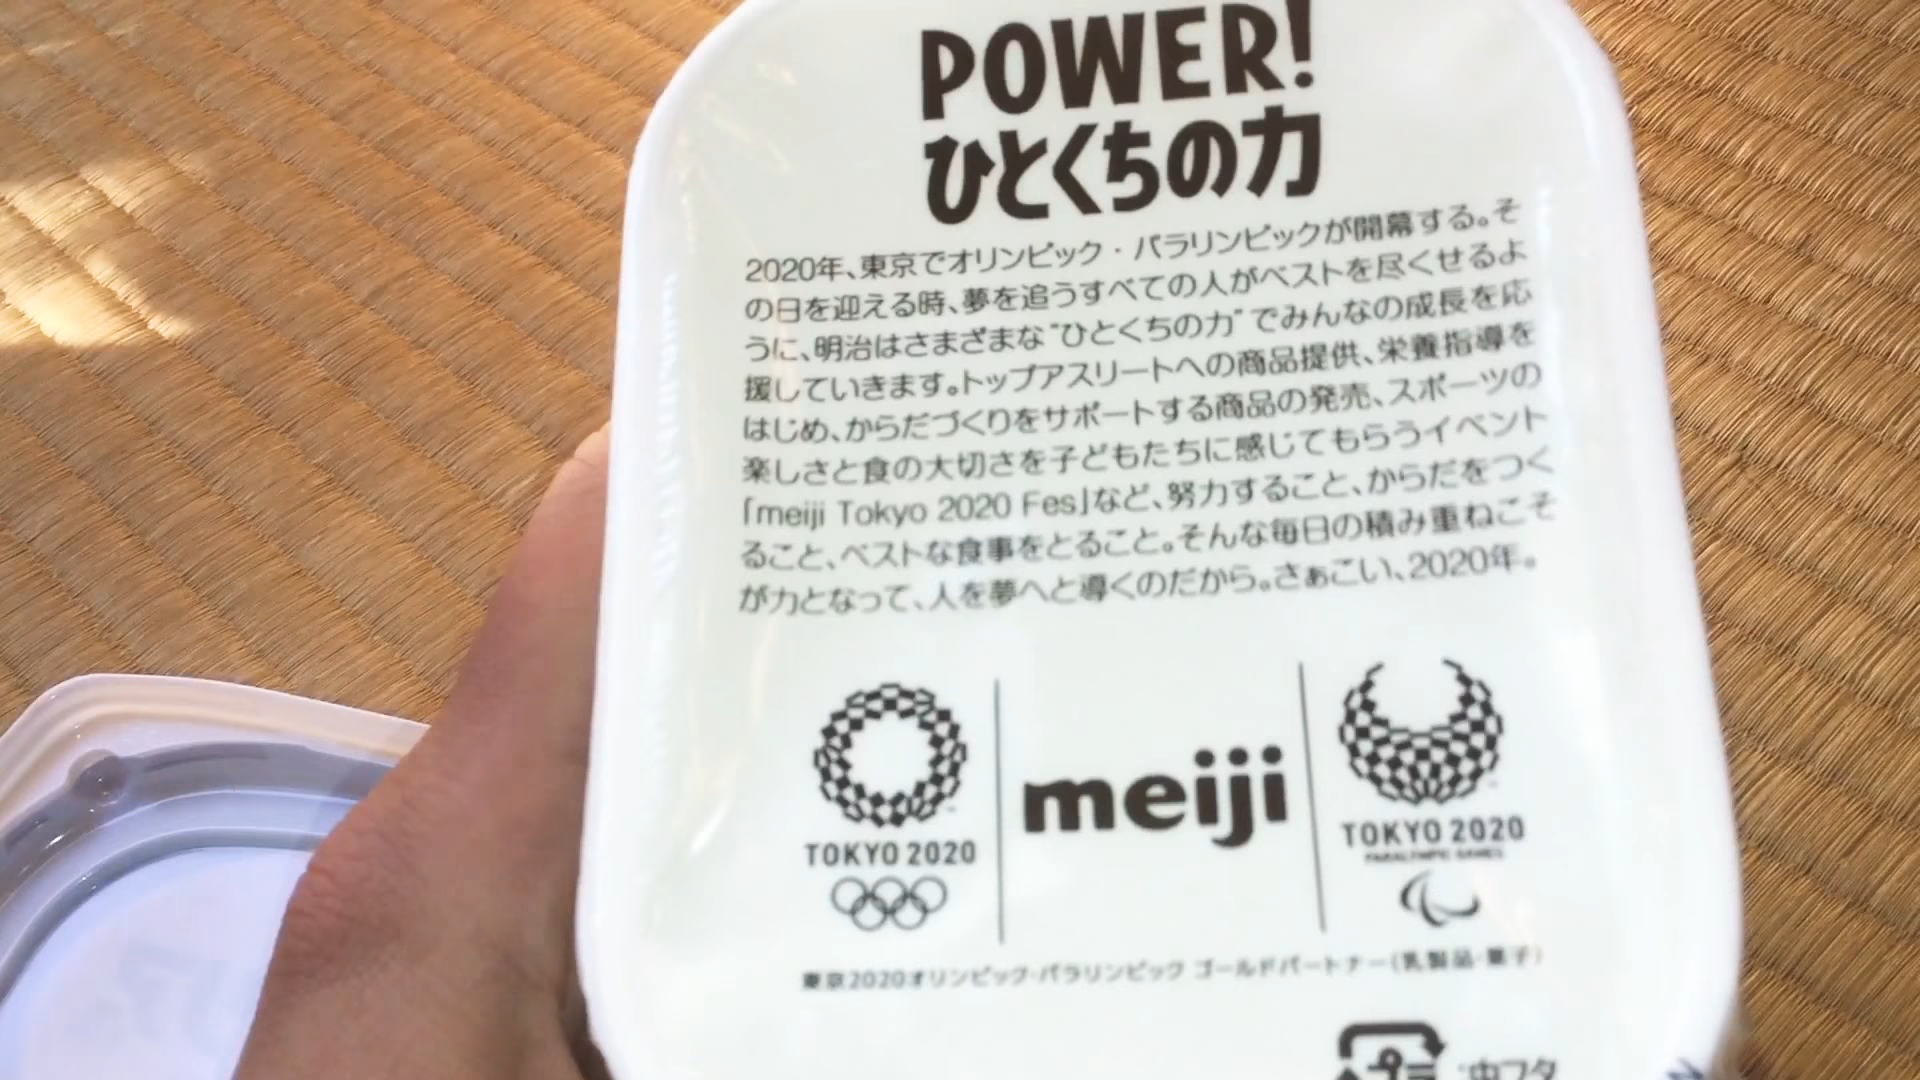 POWER!
ひとくちの力
2020年、東京でオリンピック・パラリンピックが開幕する。そ
の日を迎える時、夢を追うすべての人がベストを尽くせるよ
うに、明治はさまざまな"ひとくちの力"でみんなの成長を応
援していきます。トップアスリートへの商品提供、栄養指導を
はじめ、からだづくりをサポートする商品の発売、スポーツの
楽しさと食の大切さを子どもたちに感じてもらうイベント
「meiji Tokyo 2020 Fes」など、努力すること、からだをつく
ること、ベストな食事をとること。そんな毎日の積み重ねこそ
が力となって、人を夢へと導くのだから。さぁこい、2020年。
TOKYO 2020
meiji
TOKYO 2020
PARALYMPIC GAMES
東京2020オリンピック・パラリンピック ゴールドパートナー(乳製品・菓子)
プ
中フタ